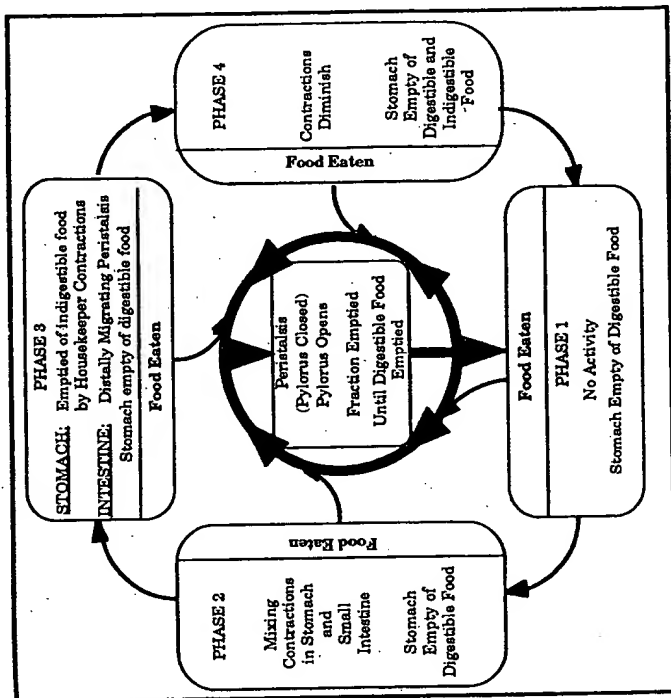 PHASE 3
STOMACH: Emptied of indigestible food
by Housekeeper Contractions
INTESTINE: Distally Migrating Peristalsis
Stomach empty of digestible food
Food Eaten
PHASE 4
Contractions
Diminish
Stomach
Empty of
Digestible and
Indigestible
Food
Food Eaten
Peristalsis
(Pylorus Closed)
Pylorus Opens
Fraction Emptied
Until Digestible Food
Emptied
PHASE 2
Mixing
Contractions
in Stomach
and
Small
Intestine
Stomach
Empty of
Digestible Food
Food Eaten
Food Eaten
PHASE 1
No Activity
Stomach Empty of Digestible Food